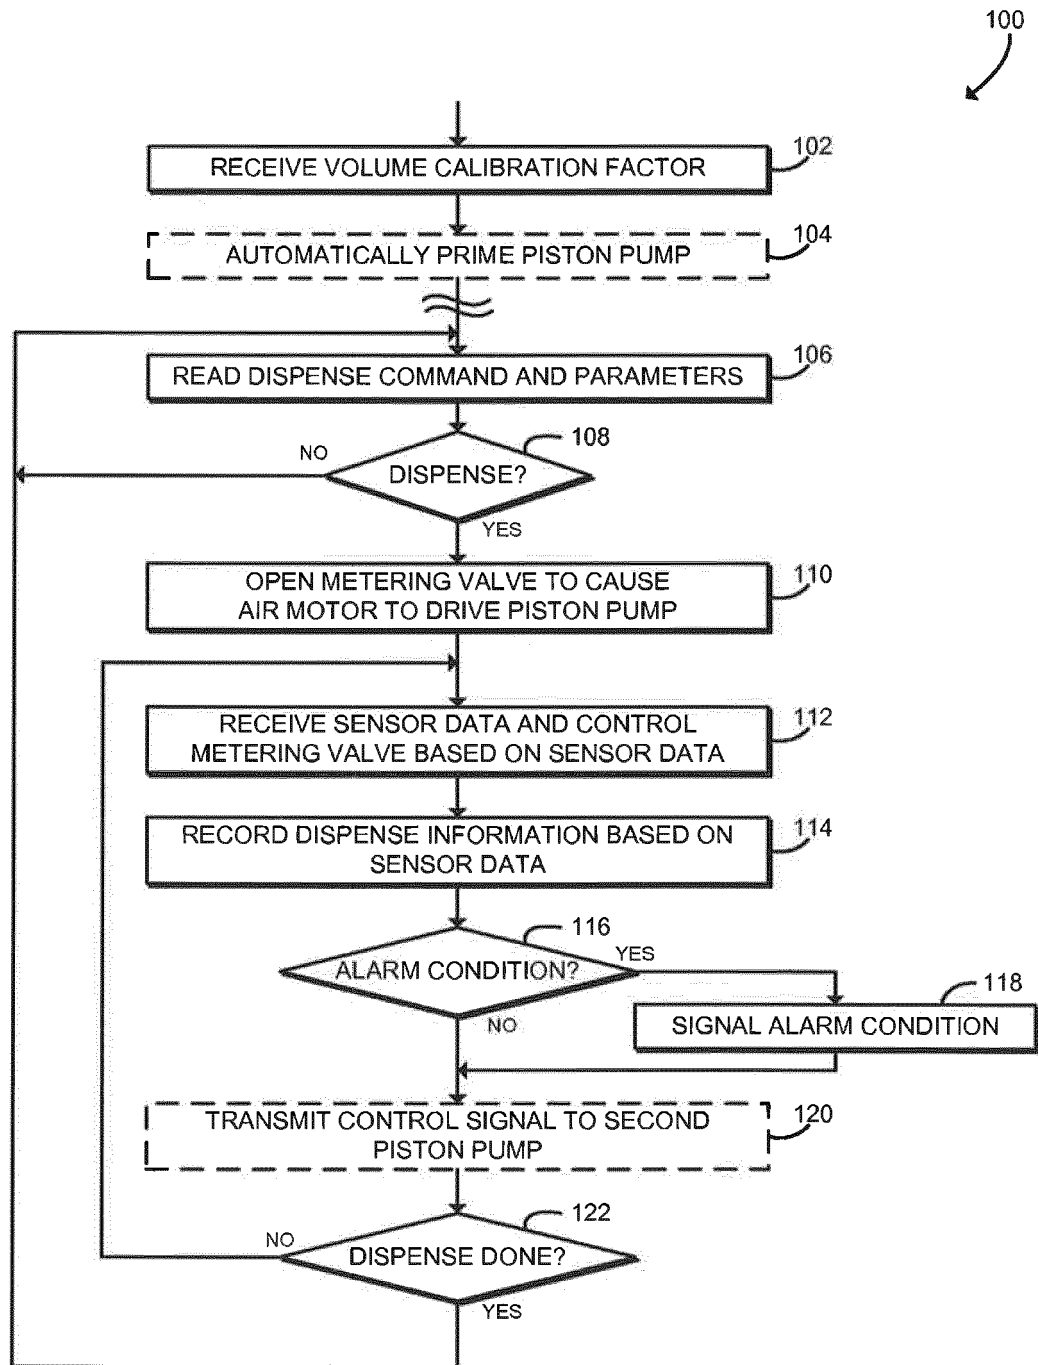 100
RECEIVE VOLUME CALIBRATION FACTOR
102
AUTOMATICALLY PRIME PISTON PUMP
104
READ DISPENSE COMMAND AND PARAMETERS
106
DISPENSE?
108
NO
YES
OPEN METERING VALVE TO CAUSE
AIR MOTOR TO DRIVE PISTON PUMP
110
RECEIVE SENSOR DATA AND CONTROL
METERING VALVE BASED ON SENSOR DATA
112
RECORD DISPENSE INFORMATION BASED ON
SENSOR DATA
114
ALARM CONDITION?
116
YES
NO
SIGNAL ALARM CONDITION
118
TRANSMIT CONTROL SIGNAL TO SECOND
PISTON PUMP
120
DISPENSE DONE?
122
NO
YES